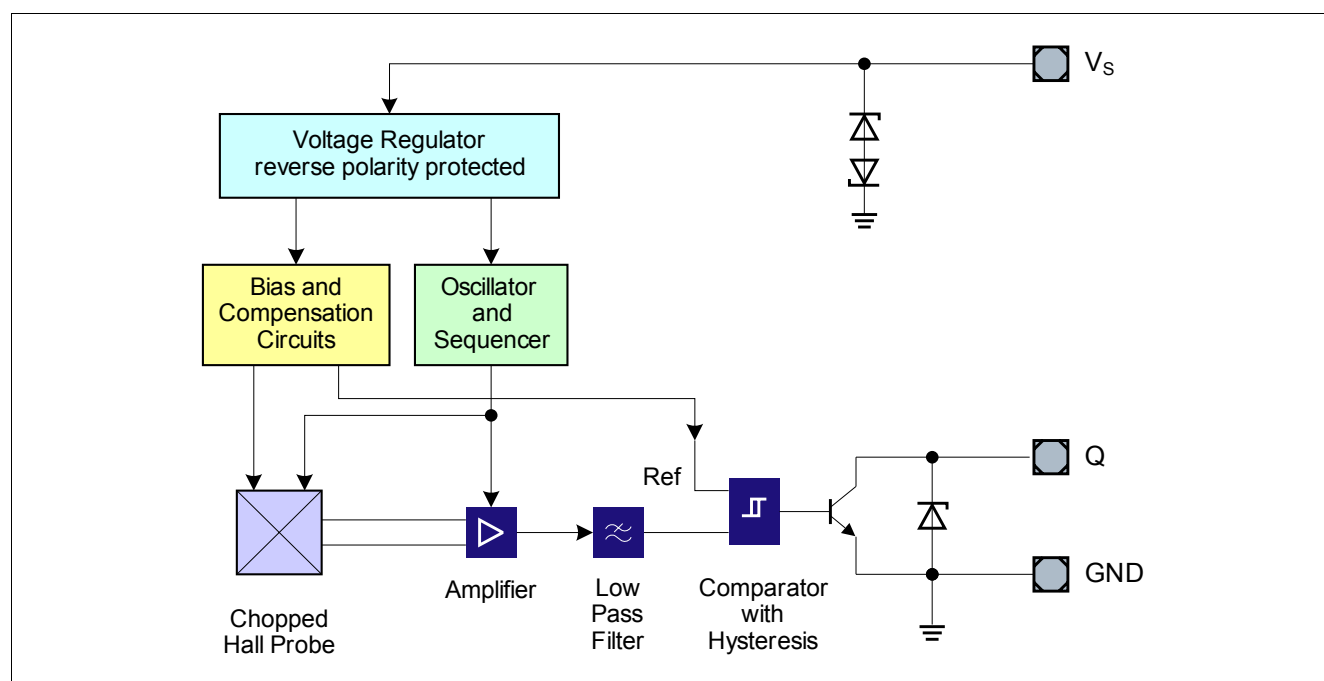 V_S
Voltage Regulator
reverse polarity protected
Bias and
Compensation
Circuits
Oscillator
and
Sequencer
Ref
Q
GND
Amplifier
Low
Pass
Filter
Comparator
with
Hysteresis
Chopped
Hall Probe